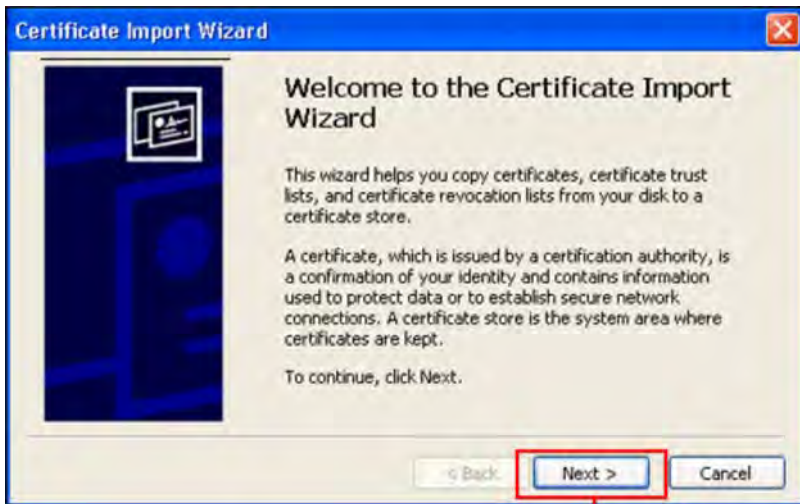 Certificate Import Wizard
Welcome to the Certificate Import
Wizard
This wizard helps you copy certificates, certificate trust
lists, and certificate revocation lists from your disk to a
certificate store.
A certificate, which is issued by a certification authority, is
a confirmation of your identity and contains information
used to protect data or to establish secure network
connections. A certificate store is the system area where
certificates are kept.
To continue, click Next.
< Back Next > Cancel